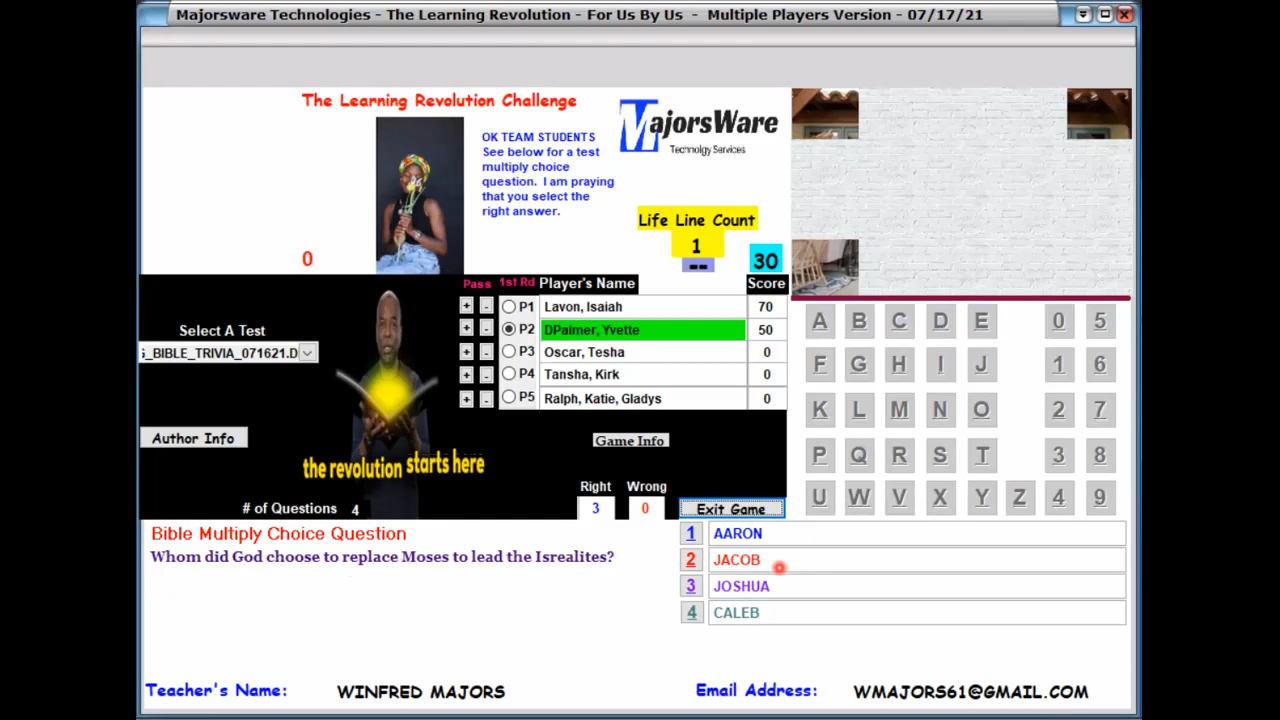 Majorsware Technologies - The Learning Revolution - For Us By Us - Multiple Players Version - 07/17/21
The Learning Revolution Challenge
MajorsWare
Technolgy Services
OK TEAM STUDENTS
See below for a test
multiply choice
question. I am praying
that you select the
right answer.
Life Line Count
1
--
30
0
Pass 1st Rd Player's Name Score
+ - P1 Lavon, Isaiah 70
+ - P2 DPalmer, Yvette 50
+ - P3 Oscar, Tesha 0
+ - P4 Tansha, Kirk 0
+ - P5 Ralph, Katie, Gladys 0
Select A Test
S_BIBLE_TRIVIA_071621.D
Author Info
the revolution starts here
Game Info
# of Questions 4
Right Wrong
3 0
Exit Game
A B C D E 0 5
F G H I J 1 6
K L M N O 2 7
P Q R S T 3 8
U W V X Y Z 4 9
Bible Multiply Choice Question
Whom did God choose to replace Moses to lead the Isrealites?
1 AARON
2 JACOB
3 JOSHUA
4 CALEB
Teacher's Name: WINFRED MAJORS
Email Address: WMAJORS61@GMAIL.COM